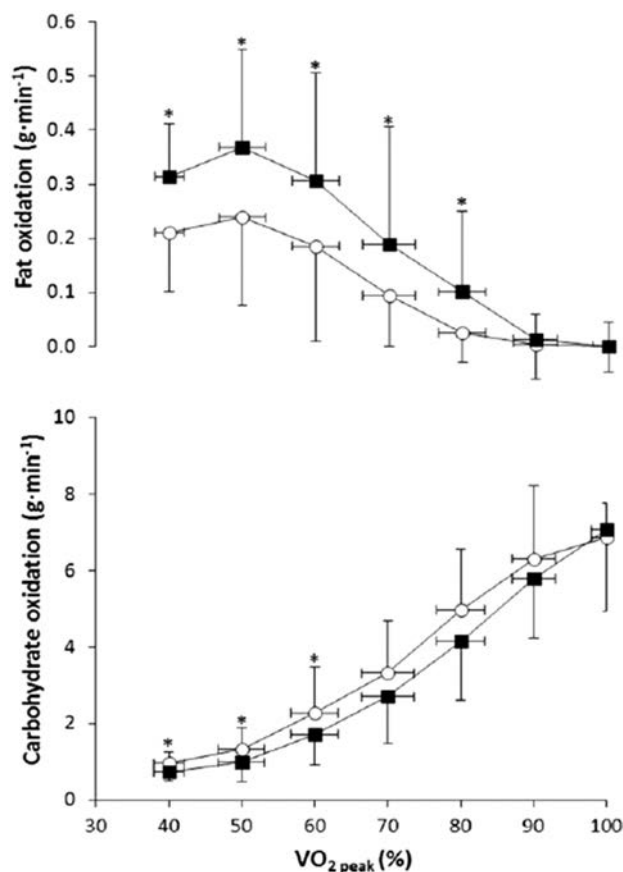 Fat oxidation (g·min⁻¹)
0.6
0.5
0.4
0.3
0.2
0.1
0.0
* * * * *
Carbohydrate oxidation (g·min⁻¹)
10
8
6
4
2
0
* * *
30 40 50 60 70 80 90 100
VO₂ peak (%)